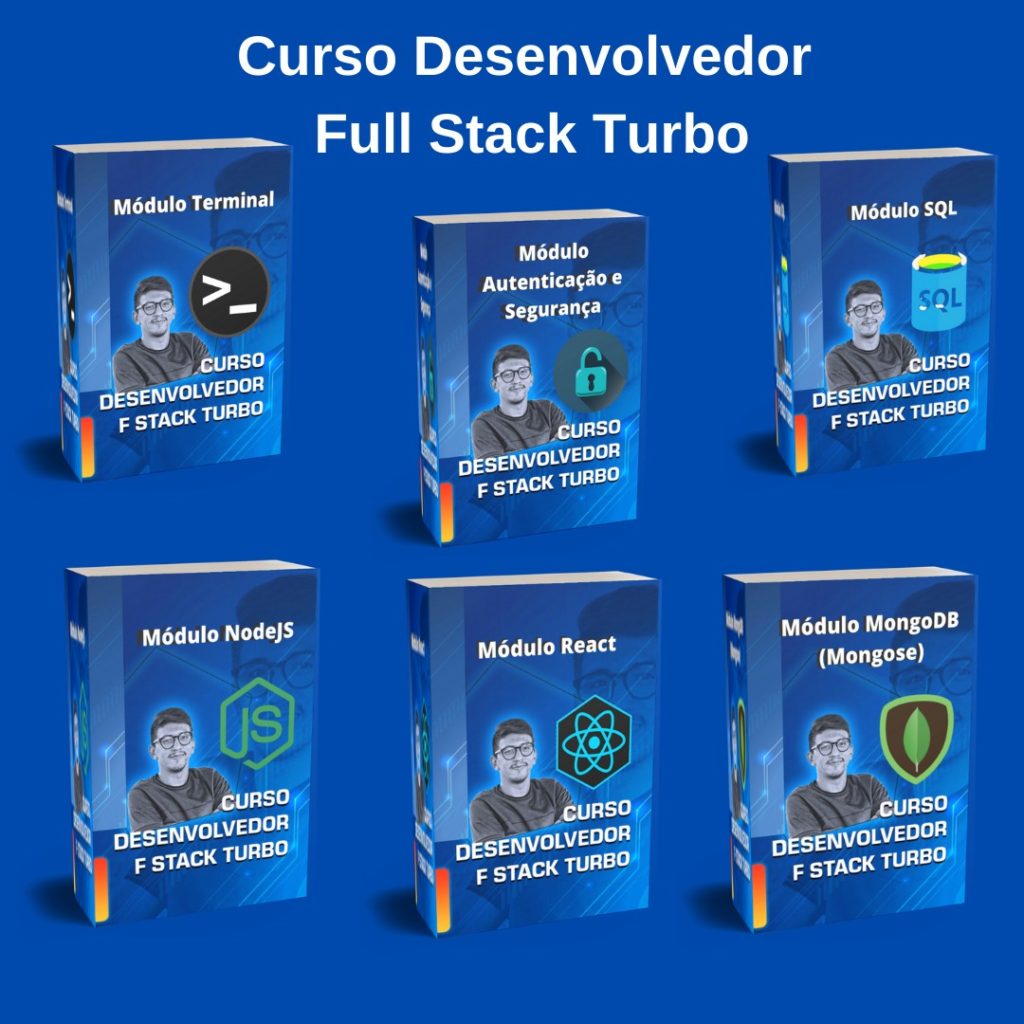 Curso Desenvolvedor
Full Stack Turbo
Módulo Terminal
>_
CURSO
DESENVOLVEDOR
F STACK TURBO
Módulo
Autenticação e
Segurança
CURSO
DESENVOLVEDOR
F STACK TURBO
Módulo SQL
SQL
CURSO
DESENVOLVEDOR
F STACK TURBO
Módulo NodeJS
JS
CURSO
DESENVOLVEDOR
F STACK TURBO
Módulo React
CURSO
DESENVOLVEDOR
F STACK TURBO
Módulo MongoDB
(Mongose)
CURSO
DESENVOLVEDOR
F STACK TURBO